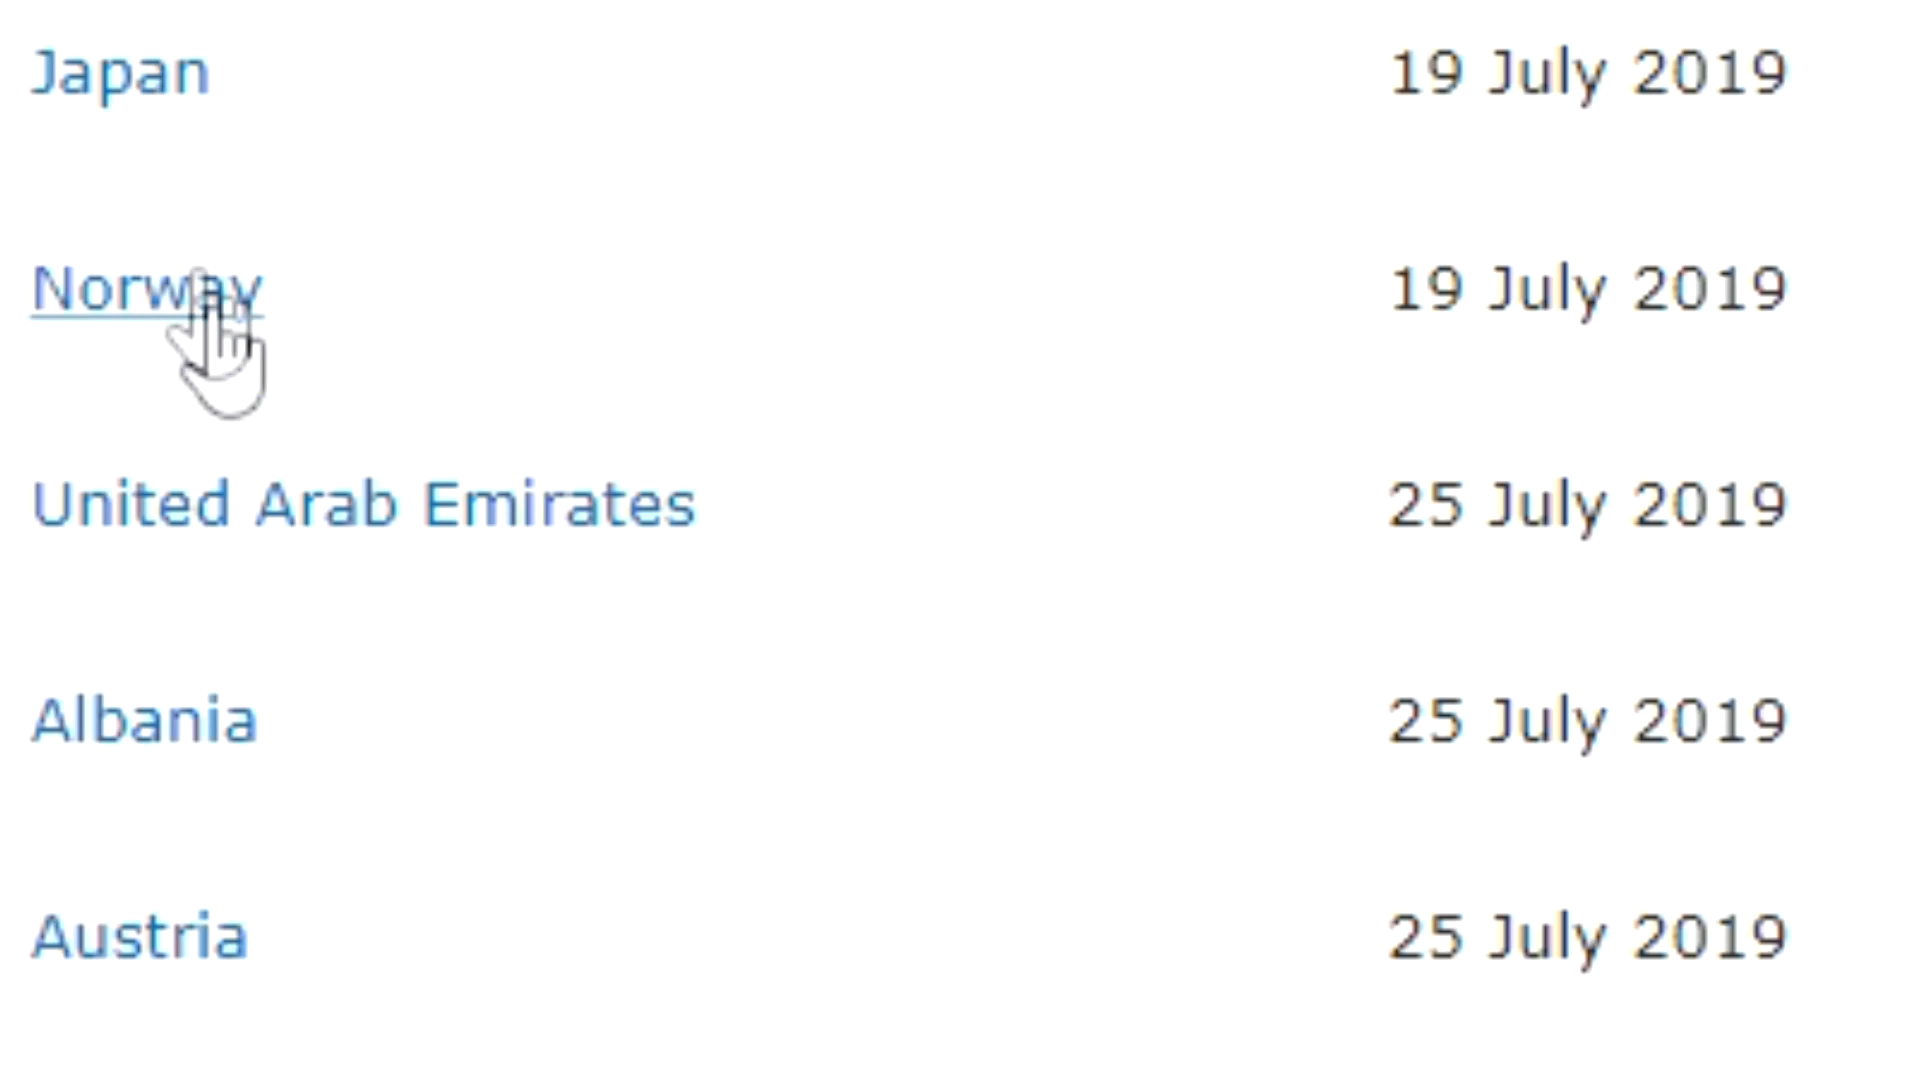 Japan 19 July 2019
Norway 19 July 2019
United Arab Emirates 25 July 2019
Albania 25 July 2019
Austria 25 July 2019